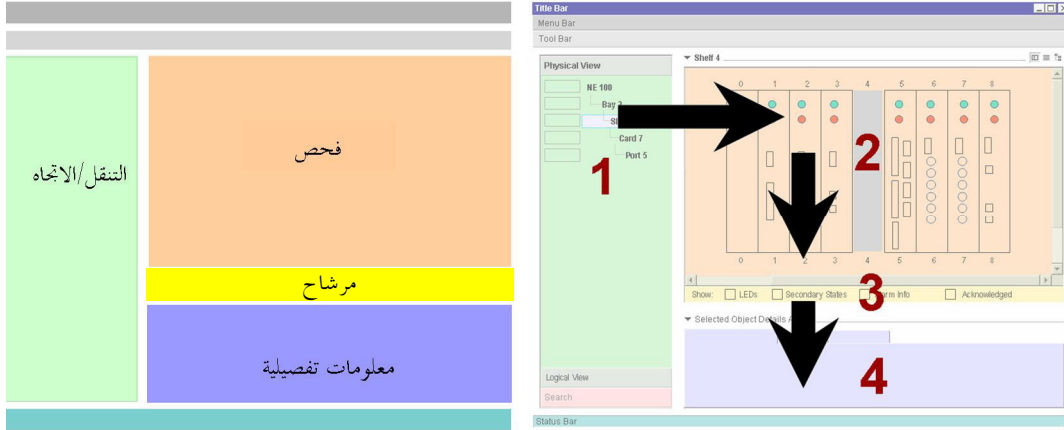 التنقل/الاتجاه
فحص
مرشاح
معلومات تفصيلية
Title Bar
Menu Bar
Tool Bar
Physical View
NE 100
Bay 2
Card 7
Port 5
1
Logical View
Search
Shelf 4
0 1 2 3 4 5 6 7 8
2
0 1 2 3 4 5 6 7 8
3
Show: LEDs Secondary States Info Acknowledged
Selected Object Details
4
Status Bar